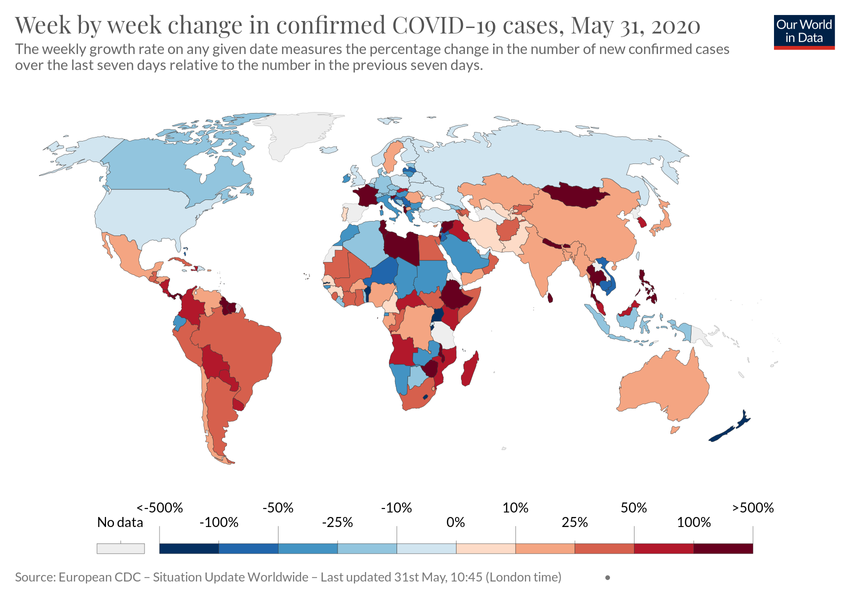 Week by week change in confirmed COVID-19 cases, May 31, 2020
Our World
in Data
The weekly growth rate on any given date measures the percentage change in the number of new confirmed cases
over the last seven days relative to the number in the previous seven days.
<-500% -50% -10% 10% 50% >500%
No data -100% -25% 0% 25% 100%
Source: European CDC – Situation Update Worldwide – Last updated 31st May, 10:45 (London time)